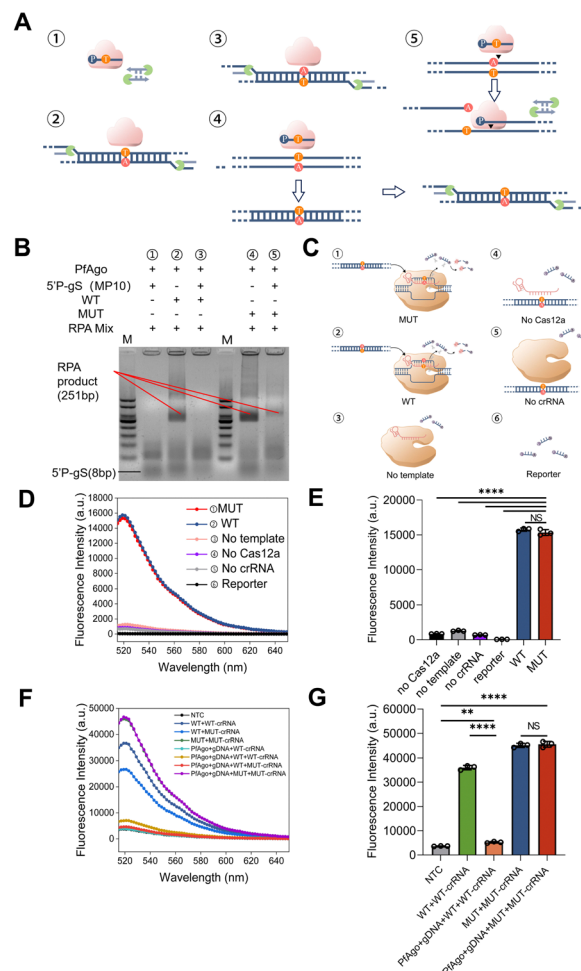 A
① ③ ⑤
P T
P T
A
T
A
T
② ④
P
T
A
P T
T
A
T
A
T
A
B
① ② ③ ④ ⑤
PfAgo + + + + +
5'P-gS (MP10) + - + - +
WT - + + - -
MUT - - - + +
RPA Mix + + + + +
M M
RPA
product
(251bp)
5'P-gS(8bp)
C
① MUT
② WT
③ No template
④ No Cas12a
⑤ No crRNA
⑥ Reporter
D
Fluorescence Intensity (a.u.)
18000
16000
14000
12000
10000
8000
6000
4000
2000
0
520 540 560 580 600 620 640
Wavelength (nm)
①MUT
② WT
③ No template
④ No Cas12a
⑤ No crRNA
⑥ Reporter
E
Fluorescence Intensity (a.u.)
20000
15000
10000
5000
0
****
NS
no Cas12a
no template
no crRNA
reporter
WT
MUT
F
Fluorescence Intensity (a.u.)
50000
40000
30000
20000
10000
0
520 540 560 580 600 620 640
Wavelength (nm)
NTC
WT+WT-crRNA
WT+MUT-crRNA
MUT+MUT-crRNA
PfAgo+gDNA+WT-crRNA
PfAgo+gDNA+WT+WT-crRNA
PfAgo+gDNA+WT+MUT-crRNA
PfAgo+gDNA+MUT+MUT-crRNA
G
Fluorescence Intensity (a.u.)
60000
50000
40000
30000
20000
10000
0
****
**
****
NS
NTC
WT+WT-crRNA
PfAgo+gDNA+WT+WT-crRNA
MUT+MUT-crRNA
PfAgo+gDNA+MUT+MUT-crRNA